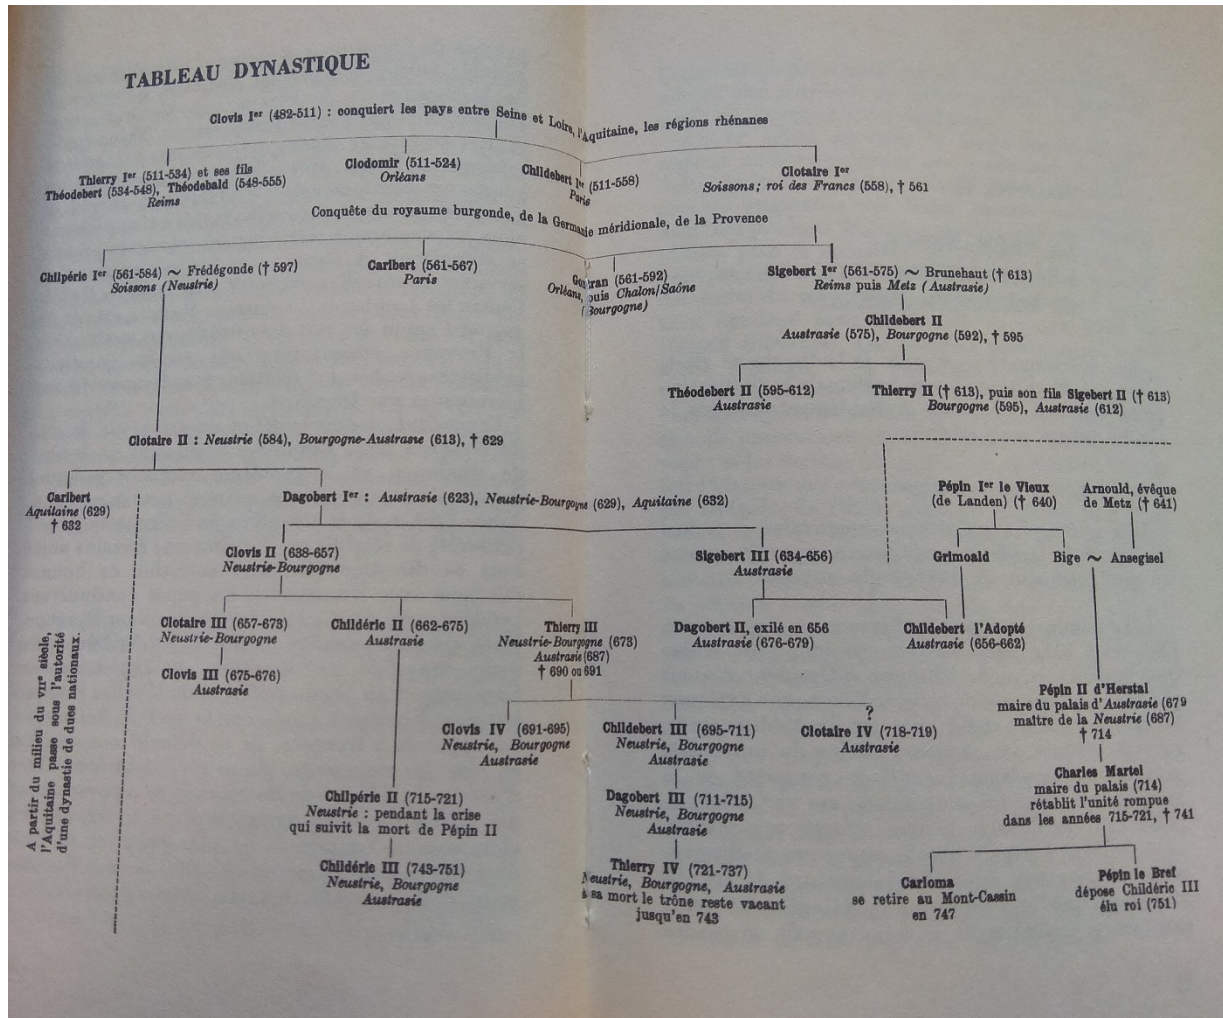 TABLEAU DYNASTIQUE
Clovis Ier (482-511) : conquiert les pays entre Seine et Loire, l'Aquitaine, les régions rhénanes
Thierry Ier (511-534) et ses fils
Théodebert (534-548), Théodebald (548-555)
Reims
Clodomir (511-524)
Orléans
Childebert Ier (511-558)
Paris
Clotaire Ier
Soissons; roi des Francs (558), † 561
Conquête du royaume burgonde, de la Germanie méridionale, de la Provence
Chilpéric Ier (561-584) ~ Frédégonde († 597)
Soissons (Neustrie)
Caribert (561-567)
Paris
Gontran (561-592)
Orléans, puis Chalon/Saône
(Bourgogne)
Sigebert Ier (561-575) ~ Brunehaut († 613)
Reims puis Metz (Austrasie)
Childebert II
Austrasie (575), Bourgogne (592), † 595
Théodebert II (595-612)
Austrasie
Thierry II († 613), puis son fils Sigebert II († 613)
Bourgogne (595), Austrasie (612)
Clotaire II : Neustrie (584), Bourgogne-Austrasie (613), † 629
Caribert
Aquitaine (629)
† 632
Dagobert Ier : Austrasie (623), Neustrie-Bourgogne (629), Aquitaine (632)
Pépin Ier le Vieux
(de Landen) († 640)
Arnould, évêque
de Metz († 641)
Clovis II (638-657)
Neustrie-Bourgogne
Sigebert III (634-656)
Austrasie
Grimoald
Bige ~ Ansegisel
Clotaire III (657-673)
Neustrie-Bourgogne
Clovis III (675-676)
Austrasie
Childéric II (662-675)
Austrasie
Thierry III
Neustrie-Bourgogne (673)
Austrasie (687)
† 690 ou 691
Dagobert II, exilé en 656
Austrasie (676-679)
Childebert l'Adopté
Austrasie (656-662)
A partir du milieu du VIIe siècle,
l'Aquitaine passe sous l'autorité
d'une dynastie de ducs nationaux.
Pépin II d'Herstal
maire du palais d'Austrasie (679
maître de la Neustrie (687)
† 714
Clovis IV (691-695)
Neustrie, Bourgogne
Austrasie
Childebert III (695-711)
Neustrie, Bourgogne
Austrasie
?
Clotaire IV (718-719)
Austrasie
Charles Martel
maire du palais (714)
rétablit l'unité rompue
dans les années 715-721, † 741
Chilpéric II (715-721)
Neustrie : pendant la crise
qui suivit la mort de Pépin II
Dagobert III (711-715)
Neustrie, Bourgogne
Austrasie
Childéric III (743-751)
Neustrie, Bourgogne
Austrasie
Thierry IV (721-737)
Neustrie, Bourgogne, Austrasie
à sa mort le trône reste vacant
jusqu'en 743
Carloma
se retire au Mont-Cassin
en 747
Pépin le Bref
dépose Childéric III
élu roi (751)